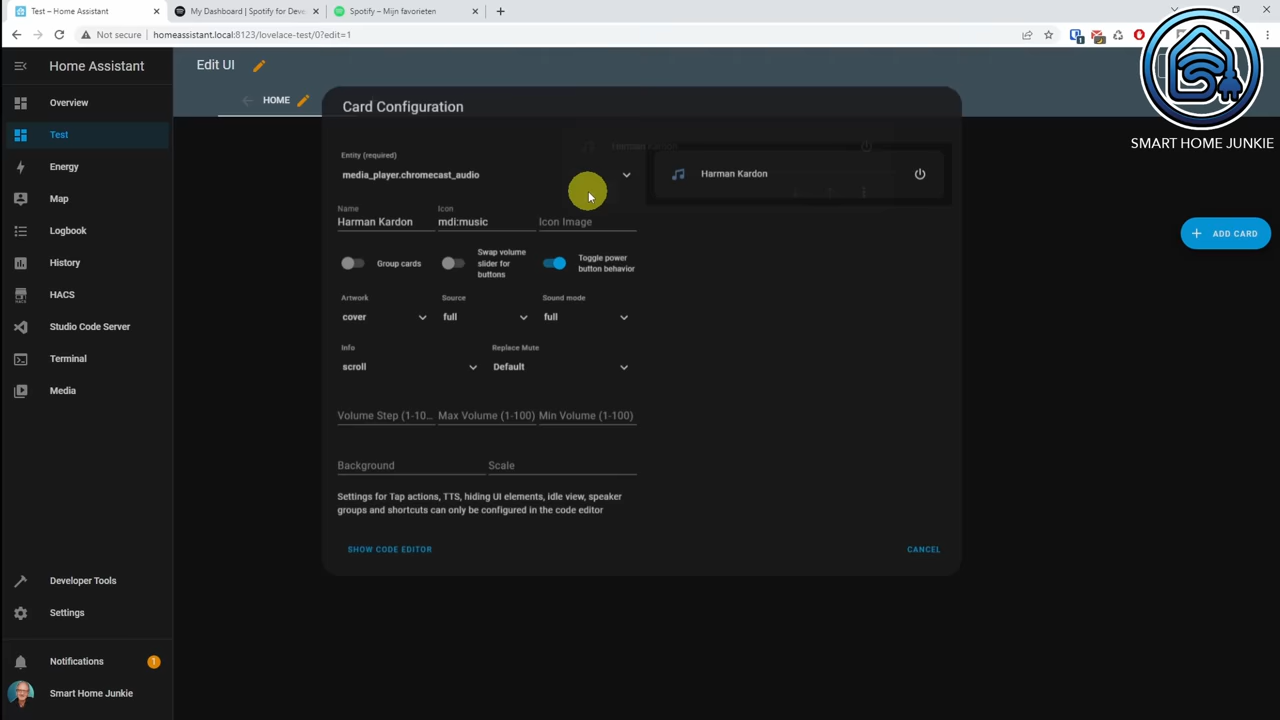 Test – Home Assistant
My Dashboard | Spotify for Deve
Spotify – Mijn favorieten
Not secure
homeassistant.local:8123/lovelace-test/0?edit=1
Home Assistant
Edit UI
HOME
SMART HOME JUNKIE
Overview
Test
Energy
Map
Logbook
History
HACS
Studio Code Server
Terminal
Media
Developer Tools
Settings
Notifications
1
Smart Home Junkie
ADD CARD
Card Configuration
Entity (required)
media_player.chromecast_audio
Harman Kardon
Harman Kardon
Name
Icon
Harman Kardon
mdi:music
Icon Image
Group cards
Swap volume
slider for
buttons
Toggle power
button behavior
Artwork
Source
Sound mode
cover
full
full
Info
Replace Mute
scroll
Default
Volume Step (1-10...
Max Volume (1-100)
Min Volume (1-100)
Background
Scale
Settings for Tap actions, TTS, hiding UI elements, idle view, speaker
groups and shortcuts can only be configured in the code editor
SHOW CODE EDITOR
CANCEL